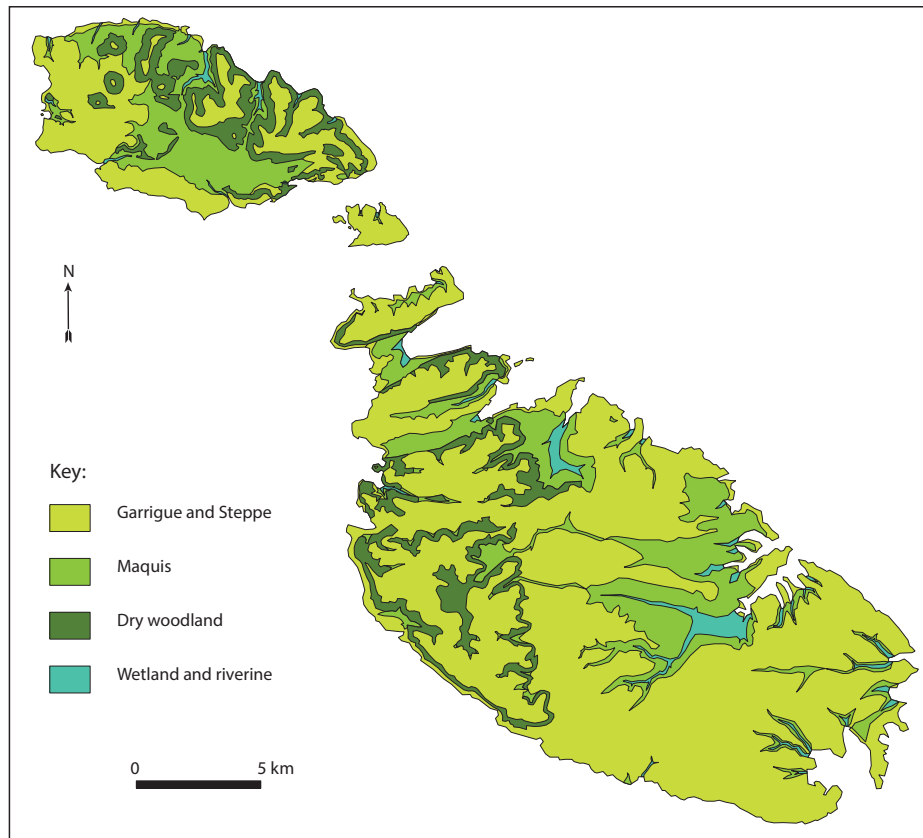 N
Key:
Garrigue and Steppe
Maquis
Dry woodland
Wetland and riverine
0 5 km